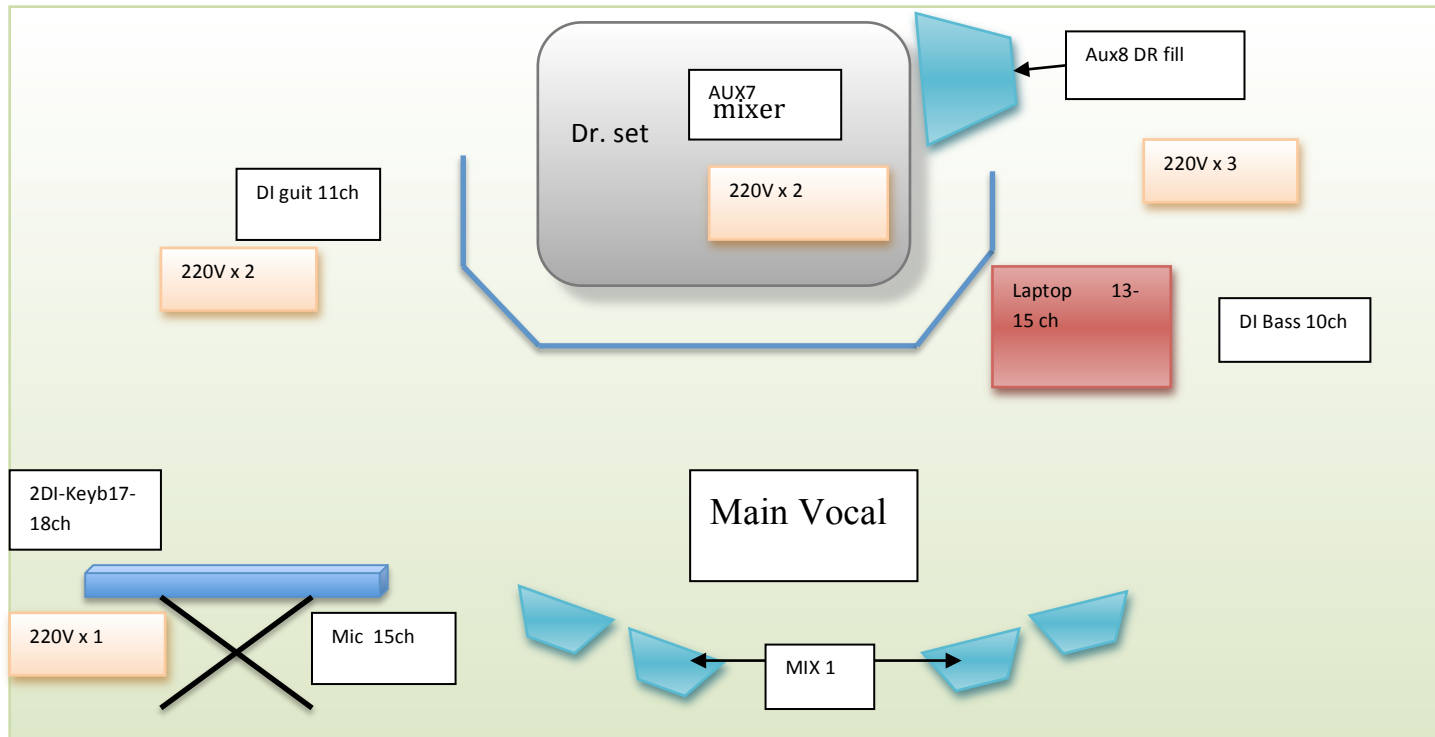 Aux8 DR fill
AUX7
mixer
Dr. set
220V x 3
220V x 2
DI guit 11ch
220V x 2
Laptop 13-
15 ch
DI Bass 10ch
2DI-Keyb17-
18ch
Main Vocal
220V x 1
Mic 15ch
MIX 1